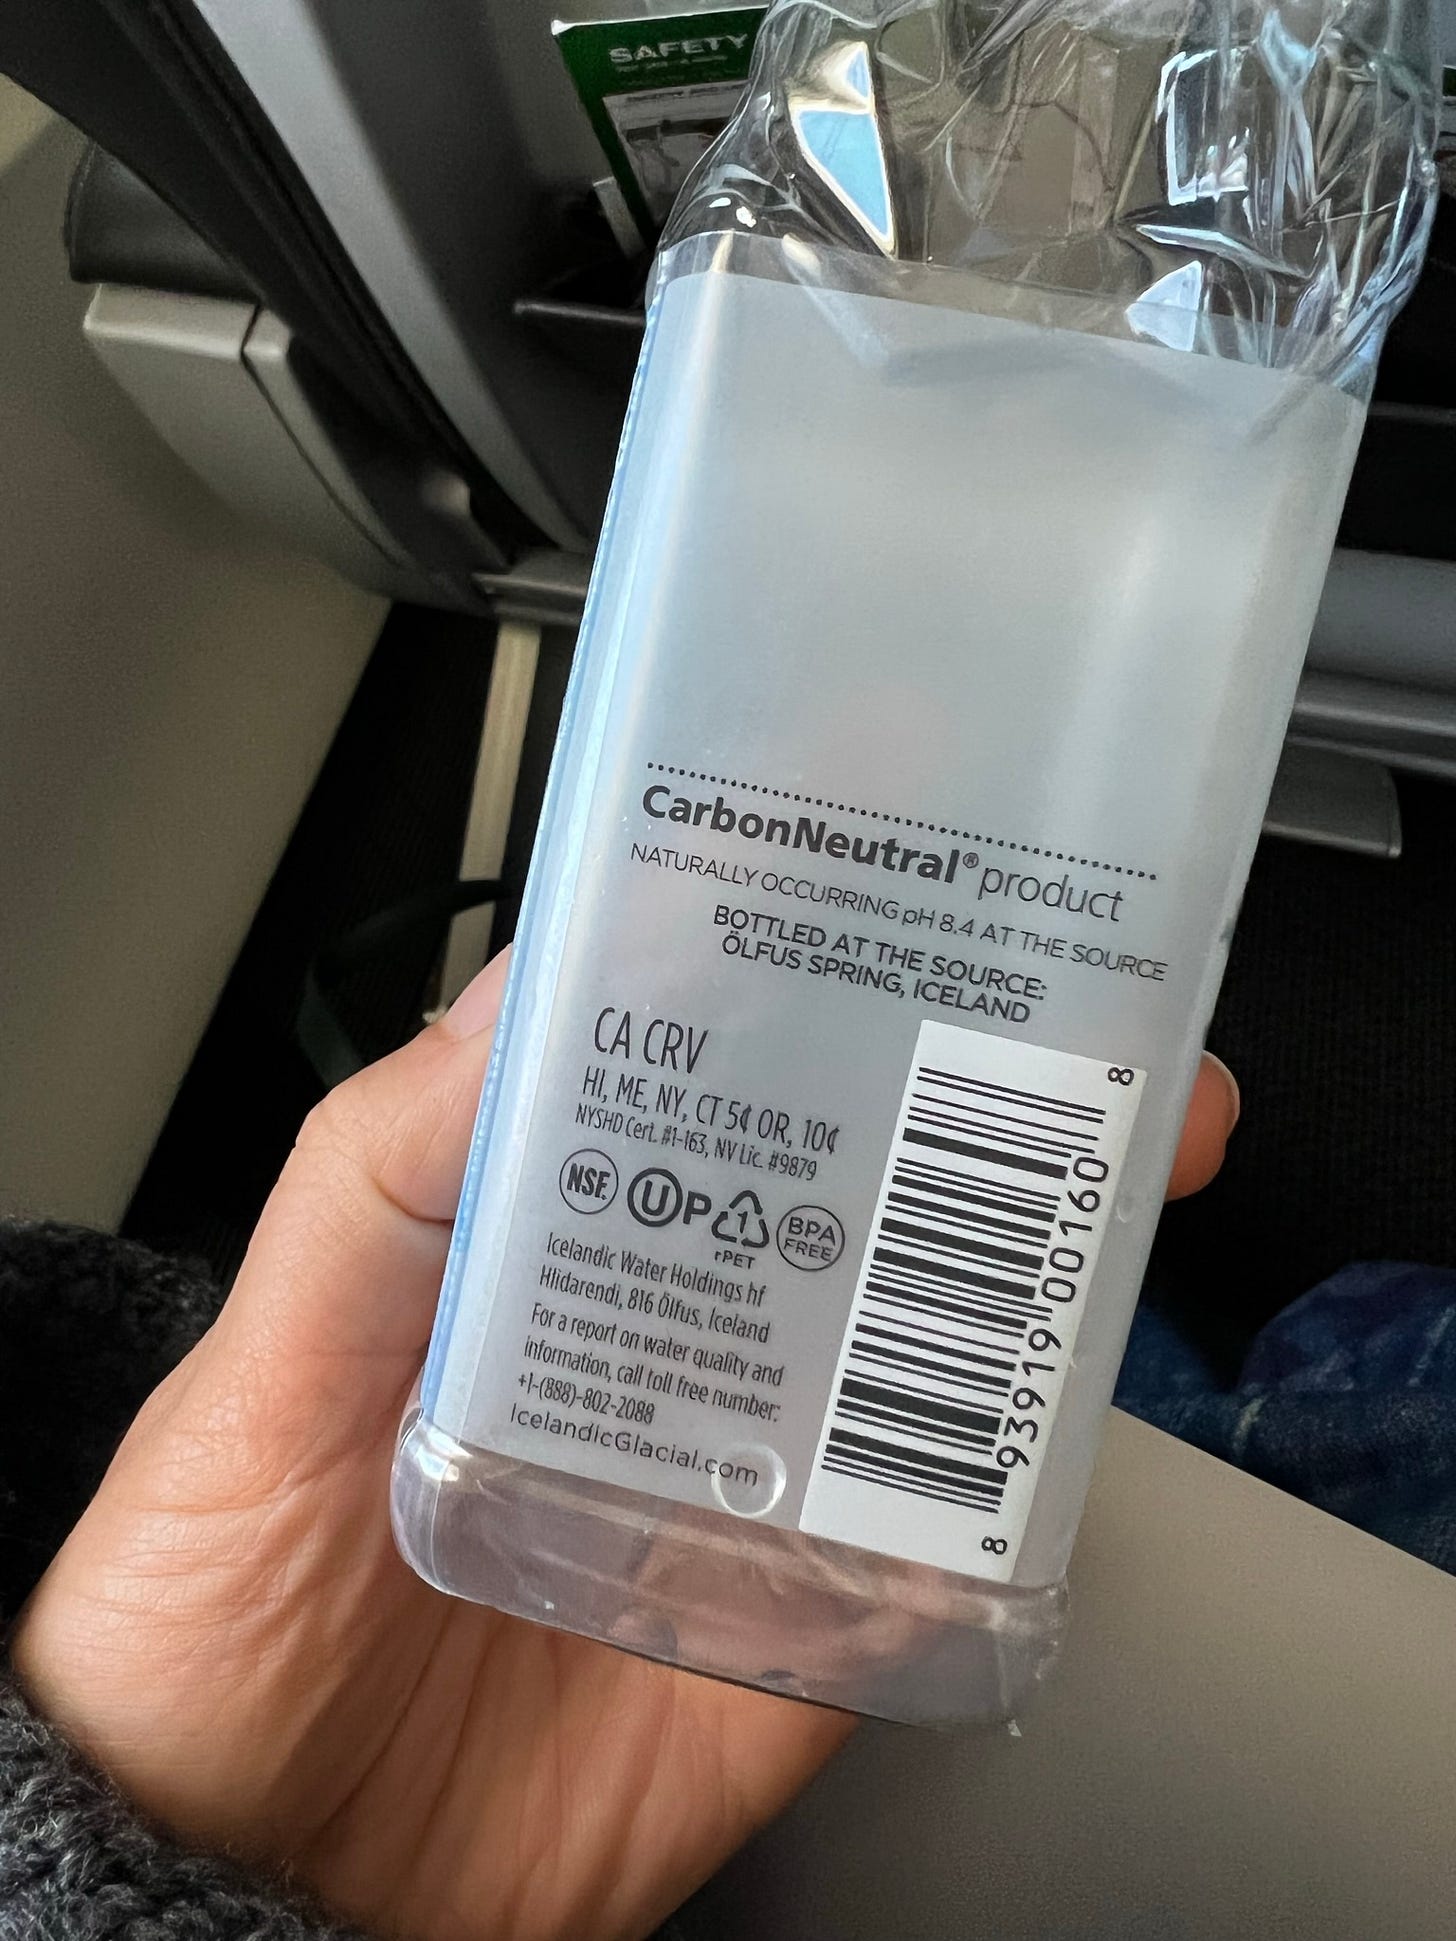 SAFETY
CarbonNeutral® product
NATURALLY OCCURRING pH 8.4 AT THE SOURCE
BOTTLED AT THE SOURCE:
ÖLFUS SPRING, ICELAND
CA CRV
HI, ME, NY, CT 5¢ OR, 10¢
NYSHD Cert. #1-163, NV Lic. #9879
NSF.
U P 1 BPA
rPET FREE
Icelandic Water Holdings hf
Hlidarendi, 816 Ölfus, Iceland
For a report on water quality and
information, call toll free number:
+1-(888)-802-2088
IcelandicGlacial.com
8 93919 00160 8